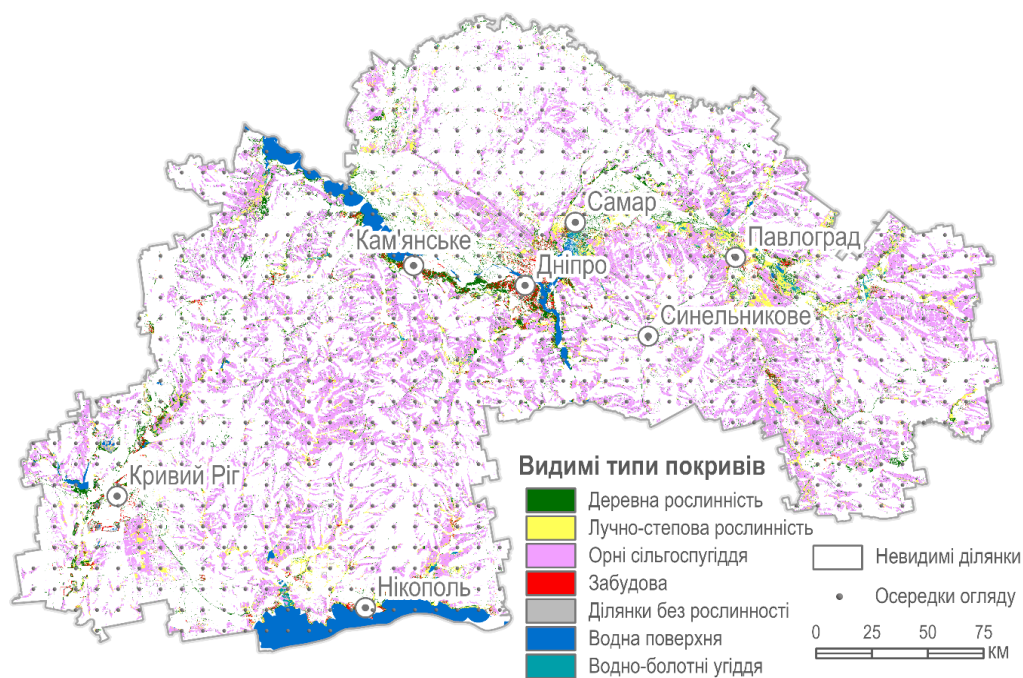 Самар
Павлоград
Кам'янське
Дніпро
Синельникове
Кривий Ріг
Нікополь
Видимі типи покривів
Деревна рослинність
Лучно-степова рослинність
Орні сільгоспугіддя
Забудова
Ділянки без рослинності
Водна поверхня
Водно-болотні угіддя
Невидимі ділянки
Осередки огляду
0 25 50 75
КМ